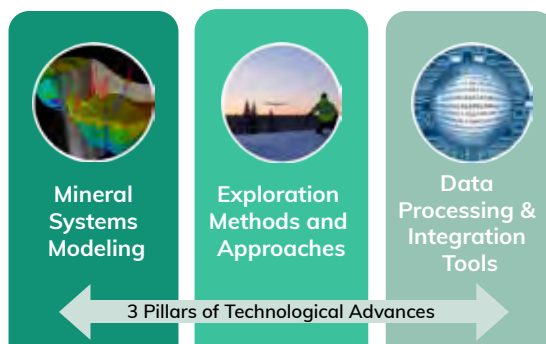 Mineral
Systems
Modeling
Exploration
Methods and
Approaches
Data
Processing &
Integration
Tools
3 Pillars of Technological Advances